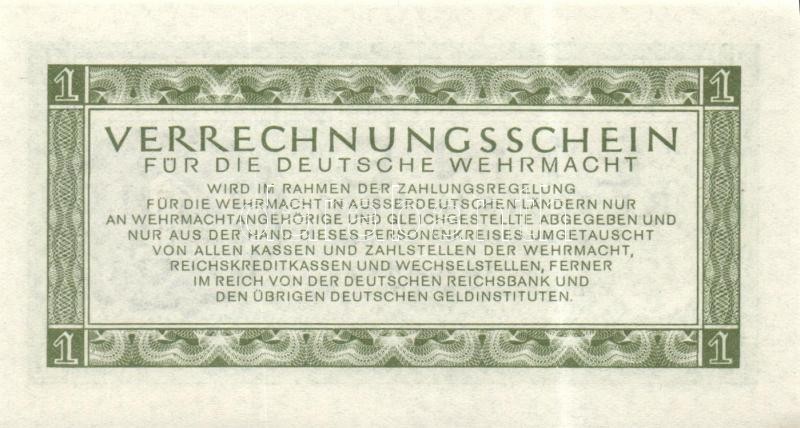 1 1
VERRECHNUNGSSCHEIN
FÜR DIE DEUTSCHE WEHRMACHT
WIRD IM RAHMEN DER ZAHLUNGSREGELUNG
FÜR DIE WEHRMACHT IN AUSSERDEUTSCHEN LÄNDERN NUR
AN WEHRMACHTANGEHÖRIGE UND GLEICHGESTELLTE ABGEGEBEN UND
NUR AUS DER HAND DIESES PERSONENKREISES UMGETAUSCHT
VON ALLEN KASSEN UND ZAHLSTELLEN DER WEHRMACHT,
REICHSKREDITKASSEN UND WECHSELSTELLEN, FERNER
IM REICH VON DER DEUTSCHEN REICHSBANK UND
DEN ÜBRIGEN DEUTSCHEN GELDINSTITUTEN.
1 1